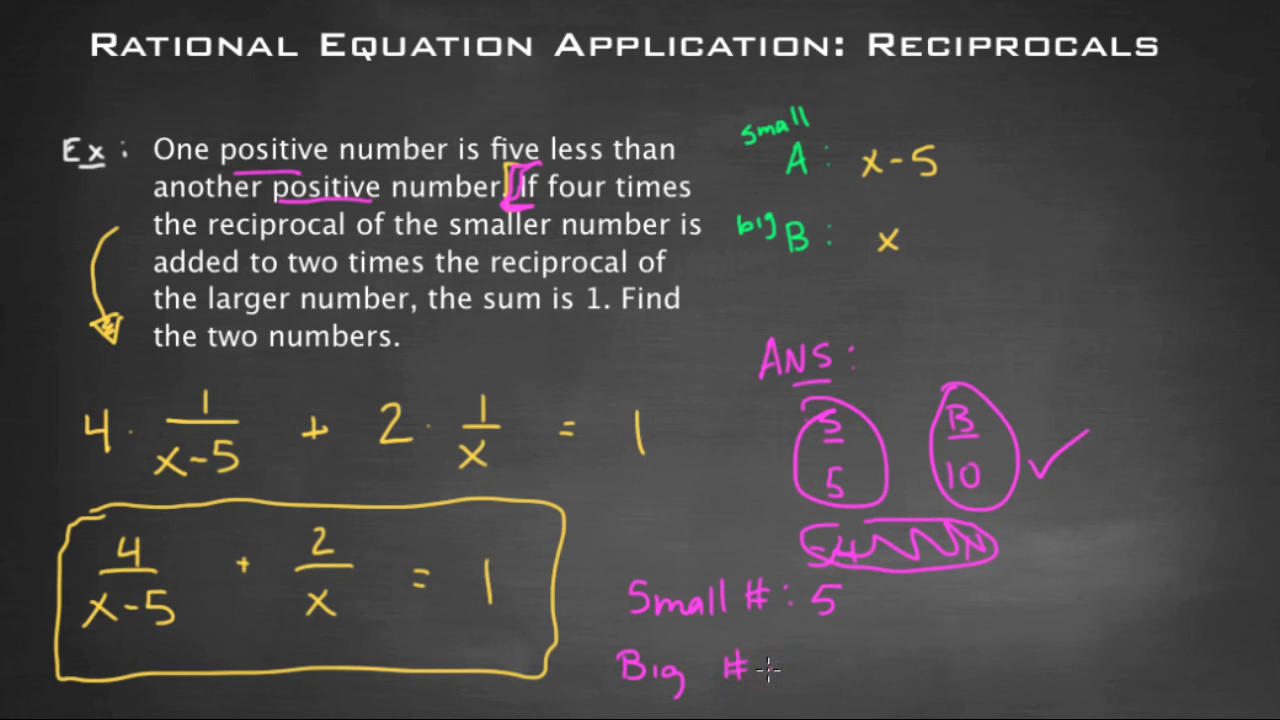 RATIONAL EQUATION APPLICATION: RECIPROCALS
Ex: One positive number is five less than
another positive number. If four times
the reciprocal of the smaller number is
added to two times the reciprocal of
the larger number, the sum is 1. Find
the two numbers.
small
A: x-5
big
B: x
4 · 1/(x-5) + 2 · 1/x = 1
4/(x-5) + 2/x = 1
ANS:
S B
5 10
Small #: 5
Big #